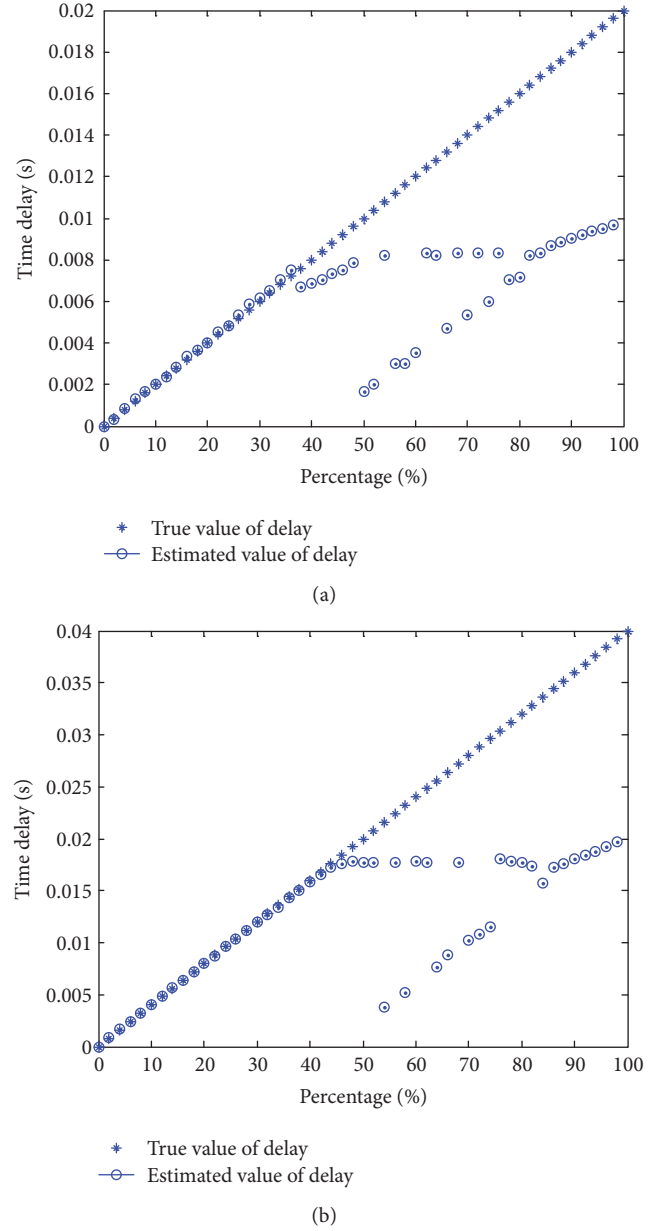 0.02
0.018
0.016
0.014
0.012
0.01
0.008
0.006
0.004
0.002
0
Time delay (s)
0 10 20 30 40 50 60 70 80 90 100
Percentage (%)
True value of delay
Estimated value of delay
(a)
0.04
0.035
0.03
0.025
0.02
0.015
0.01
0.005
0
Time delay (s)
0 10 20 30 40 50 60 70 80 90 100
Percentage (%)
True value of delay
Estimated value of delay
(b)